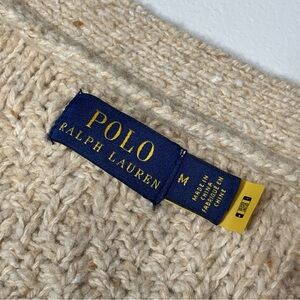 POLO
RALPH LAUREN
M
MADE IN
CHINA
FABRIQUÉ EN
CHINE